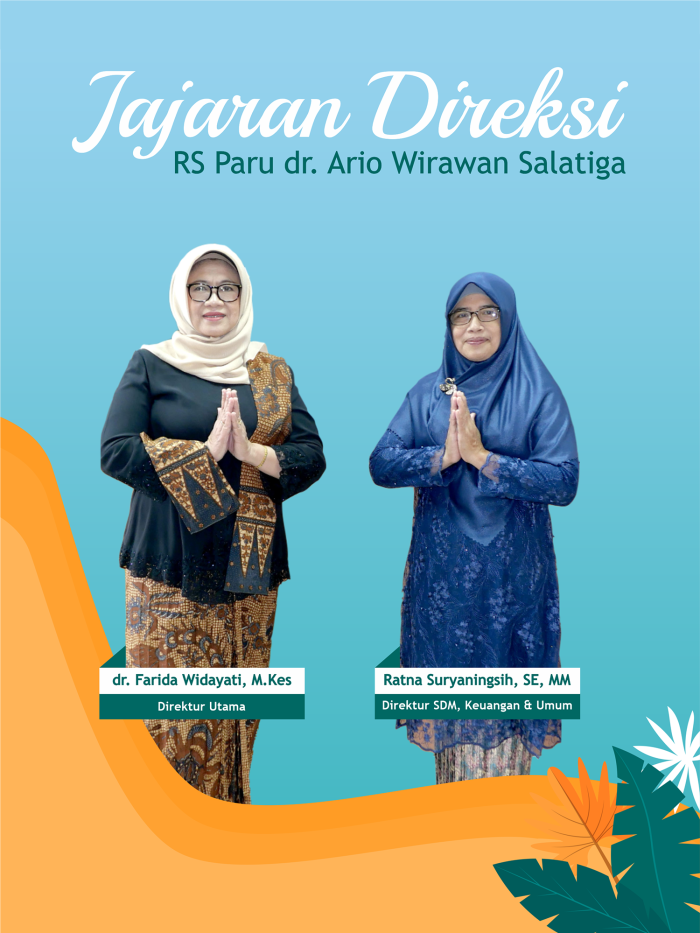 Jajaran Direksi
RS Paru dr. Ario Wirawan Salatiga
dr. Farida Widayati, M.Kes
Direktur Utama
Ratna Suryaningsih, SE, MM
Direktur SDM, Keuangan & Umum